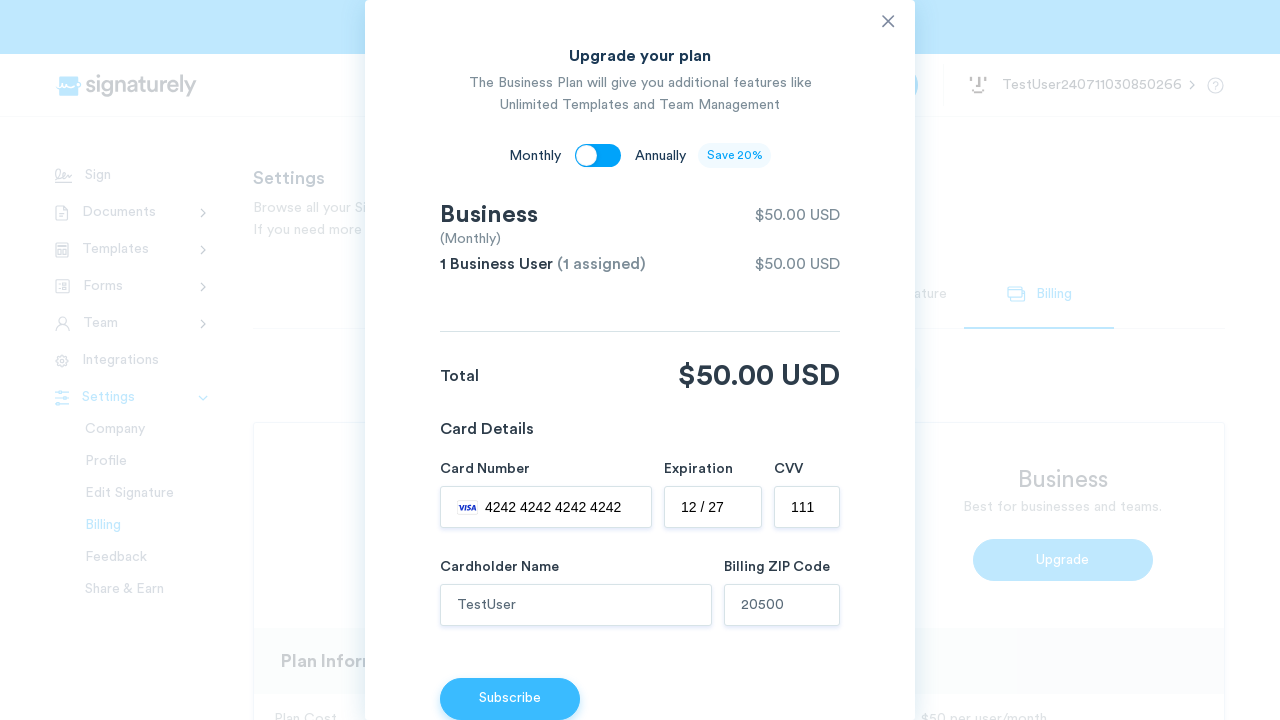 Upgrade your plan
The Business Plan will give you additional features like
Unlimited Templates and Team Management
Monthly Annually Save 20%
Business $50.00 USD
(Monthly)
1 Business User (1 assigned) $50.00 USD
Total $50.00 USD
Card Details
Card Number Expiration CVV
VISA 4242 4242 4242 4242 12 / 27 111
Cardholder Name Billing ZIP Code
TestUser 20500
Subscribe
signaturely
TestUser240711030850266
Sign
Documents
Templates
Forms
Team
Integrations
Settings
Company
Profile
Edit Signature
Billing
Feedback
Share & Earn
Settings
Browse all your Si
If you need more
ature Billing
Business
Best for businesses and teams.
Upgrade
Plan Inforr
Plan Cost $50 per user/month